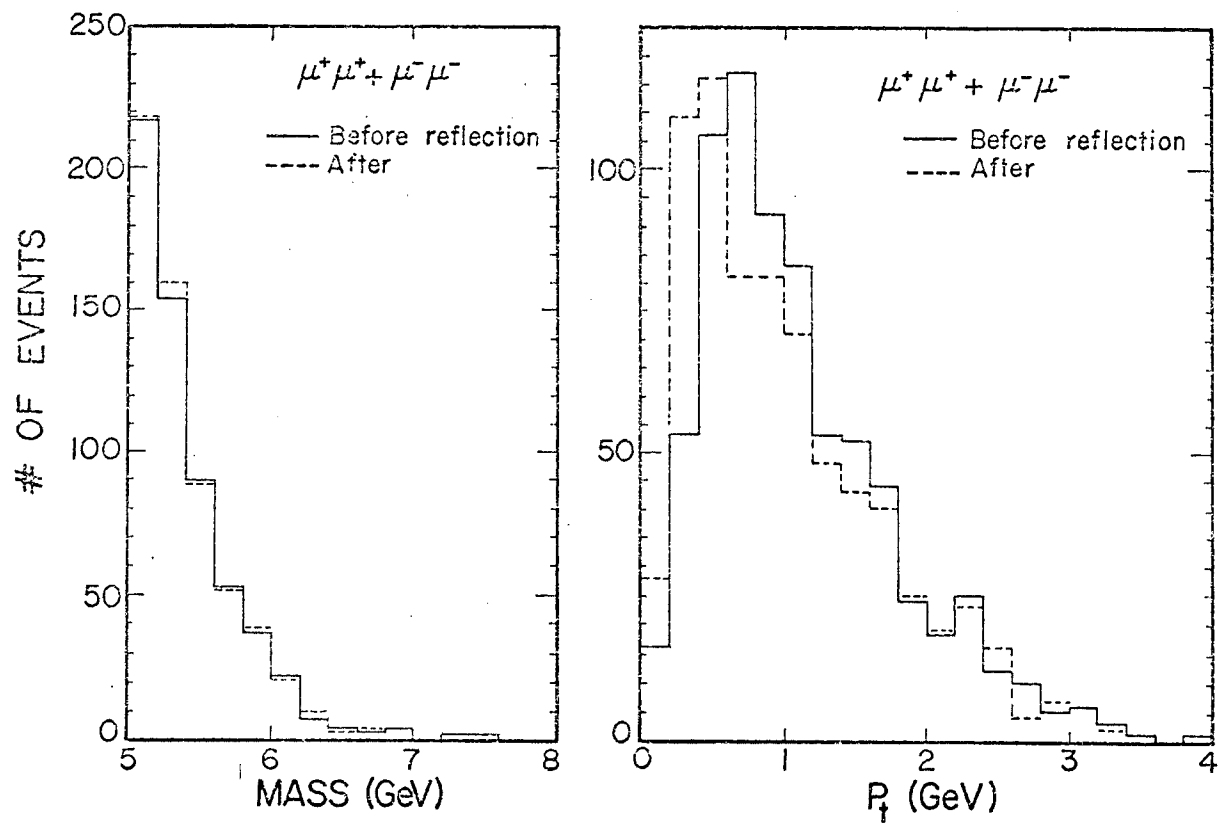 # OF EVENTS
250
200
150
100
50
0
5
6
7
8
MASS (GeV)
μ⁺μ⁺+ μ⁻μ⁻
Before reflection
After
100
50
0
0
1
2
3
4
P_t (GeV)
μ⁺μ⁺ + μ⁻μ⁻
Before reflection
After